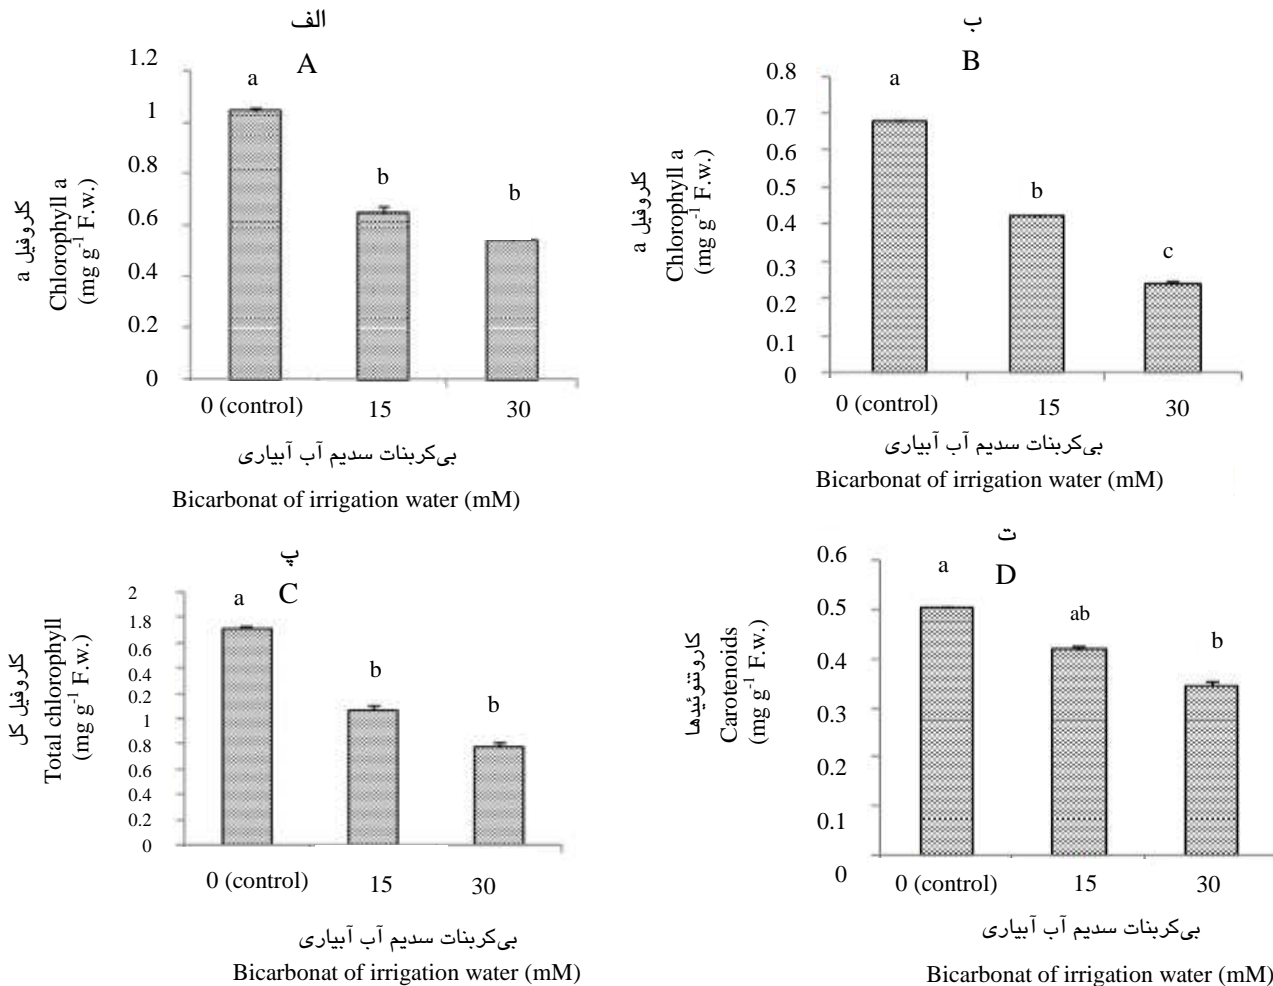 الف
A
1.2
1
0.8
0.6
0.4
0.2
0
a
b
b
کلروفیل a
Chlorophyll a
(mg g-1 F.w.)
0 (control)
15
30
بی‌کربنات سدیم آب آبیاری
Bicarbonat of irrigation water (mM)
ب
B
0.8
0.7
0.6
0.5
0.4
0.3
0.2
0.1
0
a
b
c
کلروفیل a
Chlorophyll a
(mg g-1 F.w.)
0 (control)
15
30
بی‌کربنات سدیم آب آبیاری
Bicarbonat of irrigation water (mM)
پ
C
2
1.8
0.6
0.4
0.2
1
0.8
0.6
0.4
0.2
0
a
b
b
کلروفیل کل
Total chlorophyll
(mg g-1 F.w.)
0 (control)
15
30
بی‌کربنات سدیم آب آبیاری
Bicarbonat of irrigation water (mM)
ت
D
0.6
0.5
0.4
0.3
0.2
0.1
0
a
ab
b
کاروتنوئیدها
Carotenoids
(mg g-1 F.w.)
0 (control)
15
30
بی‌کربنات سدیم آب آبیاری
Bicarbonat of irrigation water (mM)